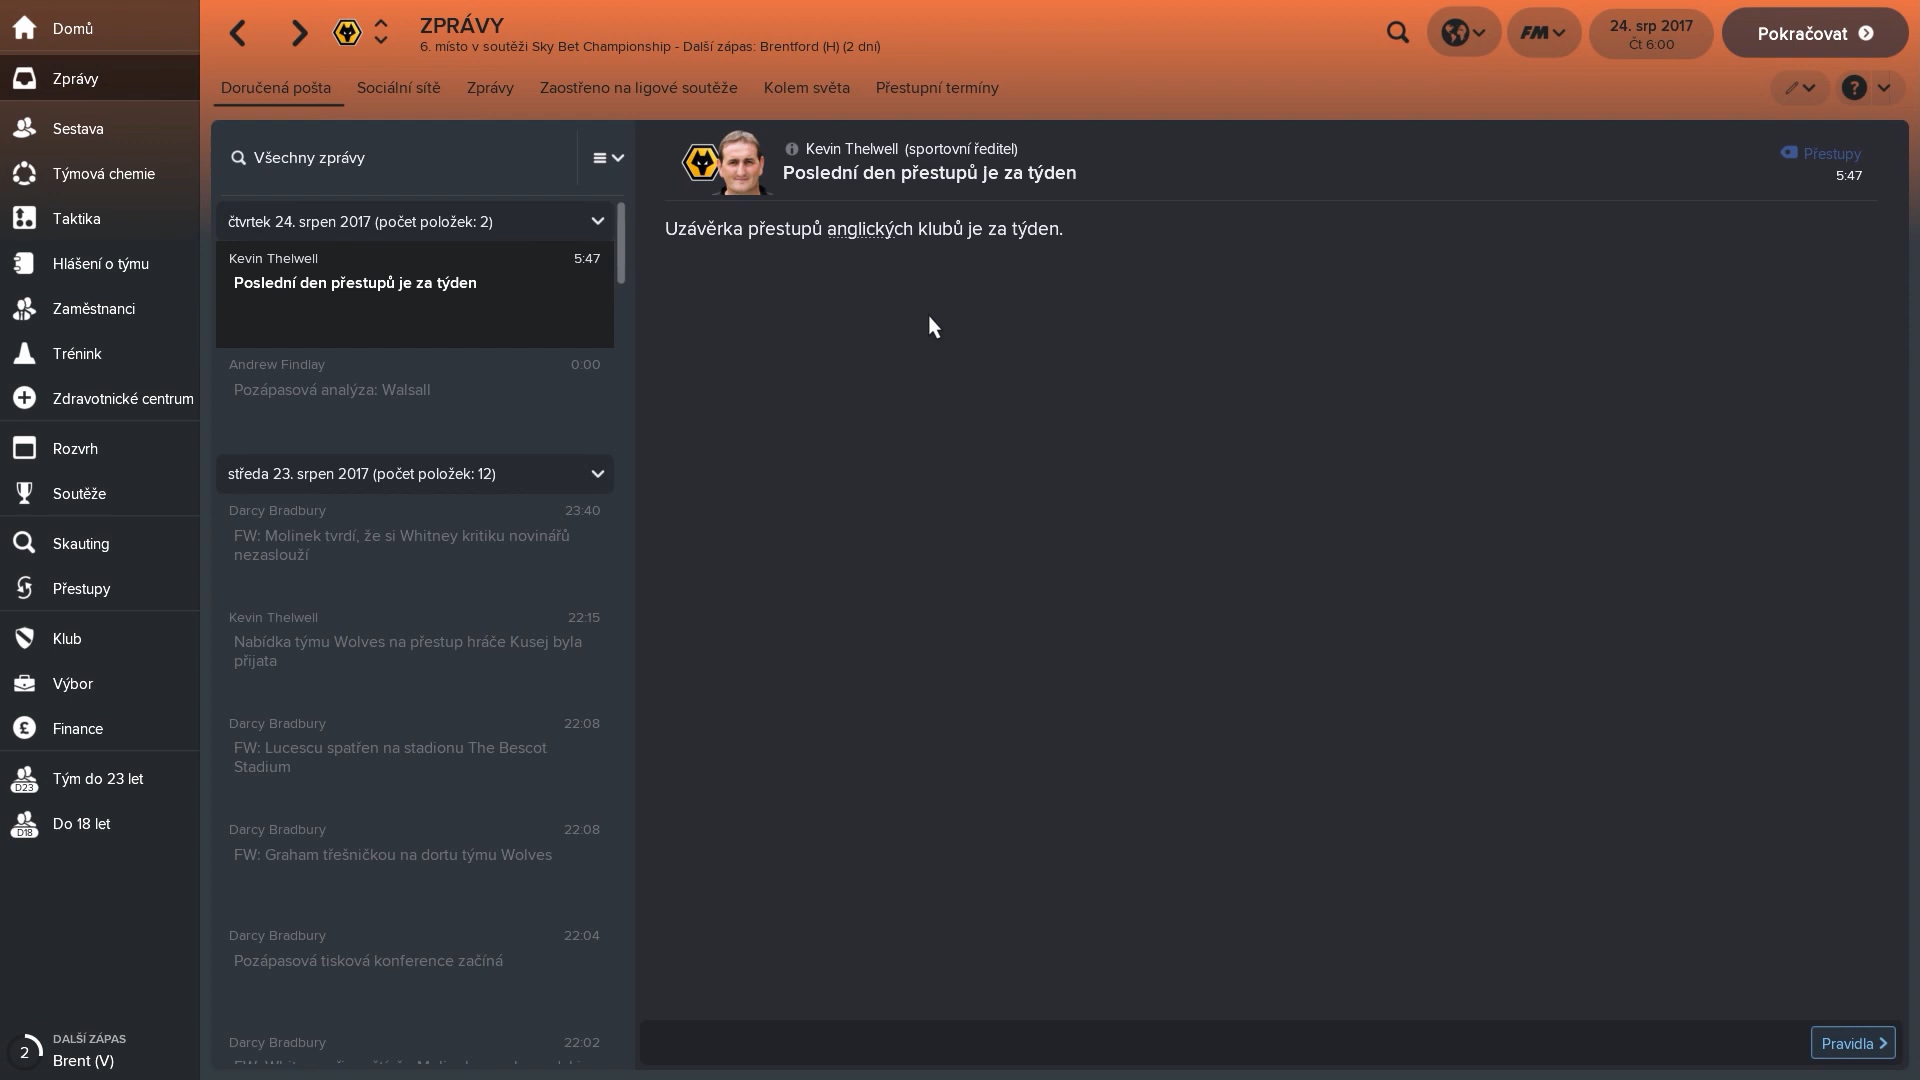 Domů
Zprávy
Sestava
Týmová chemie
Taktika
Hlášení o týmu
Zaměstnanci
Trénink
Zdravotnické centrum
Rozvrh
Soutěže
Skauting
Přestupy
Klub
Výbor
Finance
D23
Tým do 23 let
D18
Do 18 let
2
DALŠÍ ZÁPAS
Brent (V)
ZPRÁVY
6. místo v soutěži Sky Bet Championship - Další zápas: Brentford (H) (2 dní)
FM
24. srp 2017
Čt 6:00
Pokračovat
Doručená pošta
Sociální sítě
Zprávy
Zaostřeno na ligové soutěže
Kolem světa
Přestupní termíny
?
Všechny zprávy
čtvrtek 24. srpen 2017 (počet položek: 2)
Kevin Thelwell 5:47
Poslední den přestupů je za týden
Andrew Findlay 0:00
Pozápasová analýza: Walsall
středa 23. srpen 2017 (počet položek: 12)
Darcy Bradbury 23:40
FW: Molinek tvrdí, že si Whitney kritiku novinářů
nezaslouží
Kevin Thelwell 22:15
Nabídka týmu Wolves na přestup hráče Kusej byla
přijata
Darcy Bradbury 22:08
FW: Lucescu spatřen na stadionu The Bescot
Stadium
Darcy Bradbury 22:08
FW: Graham třešničkou na dortu týmu Wolves
Darcy Bradbury 22:04
Pozápasová tisková konference začíná
Darcy Bradbury 22:02
Kevin Thelwell (sportovní ředitel)
Poslední den přestupů je za týden
Přestupy
5:47
Uzávěrka přestupů anglických klubů je za týden.
Pravidla